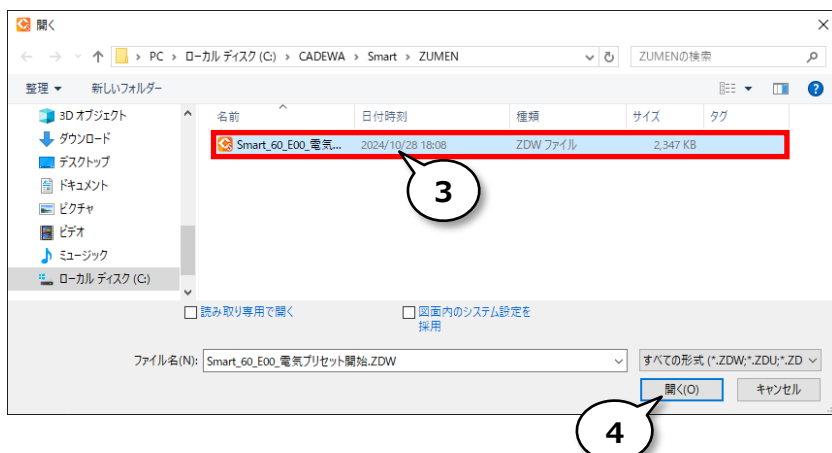 開く
PC › ローカル ディスク (C:) › CADEWA › Smart › ZUMEN
ZUMENの検索
整理 新しいフォルダー
名前 日付時刻 種類 サイズ タグ
3D オブジェクト
ダウンロード
デスクトップ
ドキュメント
ピクチャ
ビデオ
ミュージック
ローカル ディスク (C:)
Smart_60_E00_電気... 2024/10/28 18:08 ZDW ファイル 2,347 KB
3
読み取り専用で開く
図面内のシステム設定を
採用
ファイル名(N): Smart_60_E00_電気プリセット開始.ZDW
すべての形式 (*.ZDW;*.ZDU;*.ZD
開く(O) キャンセル
4